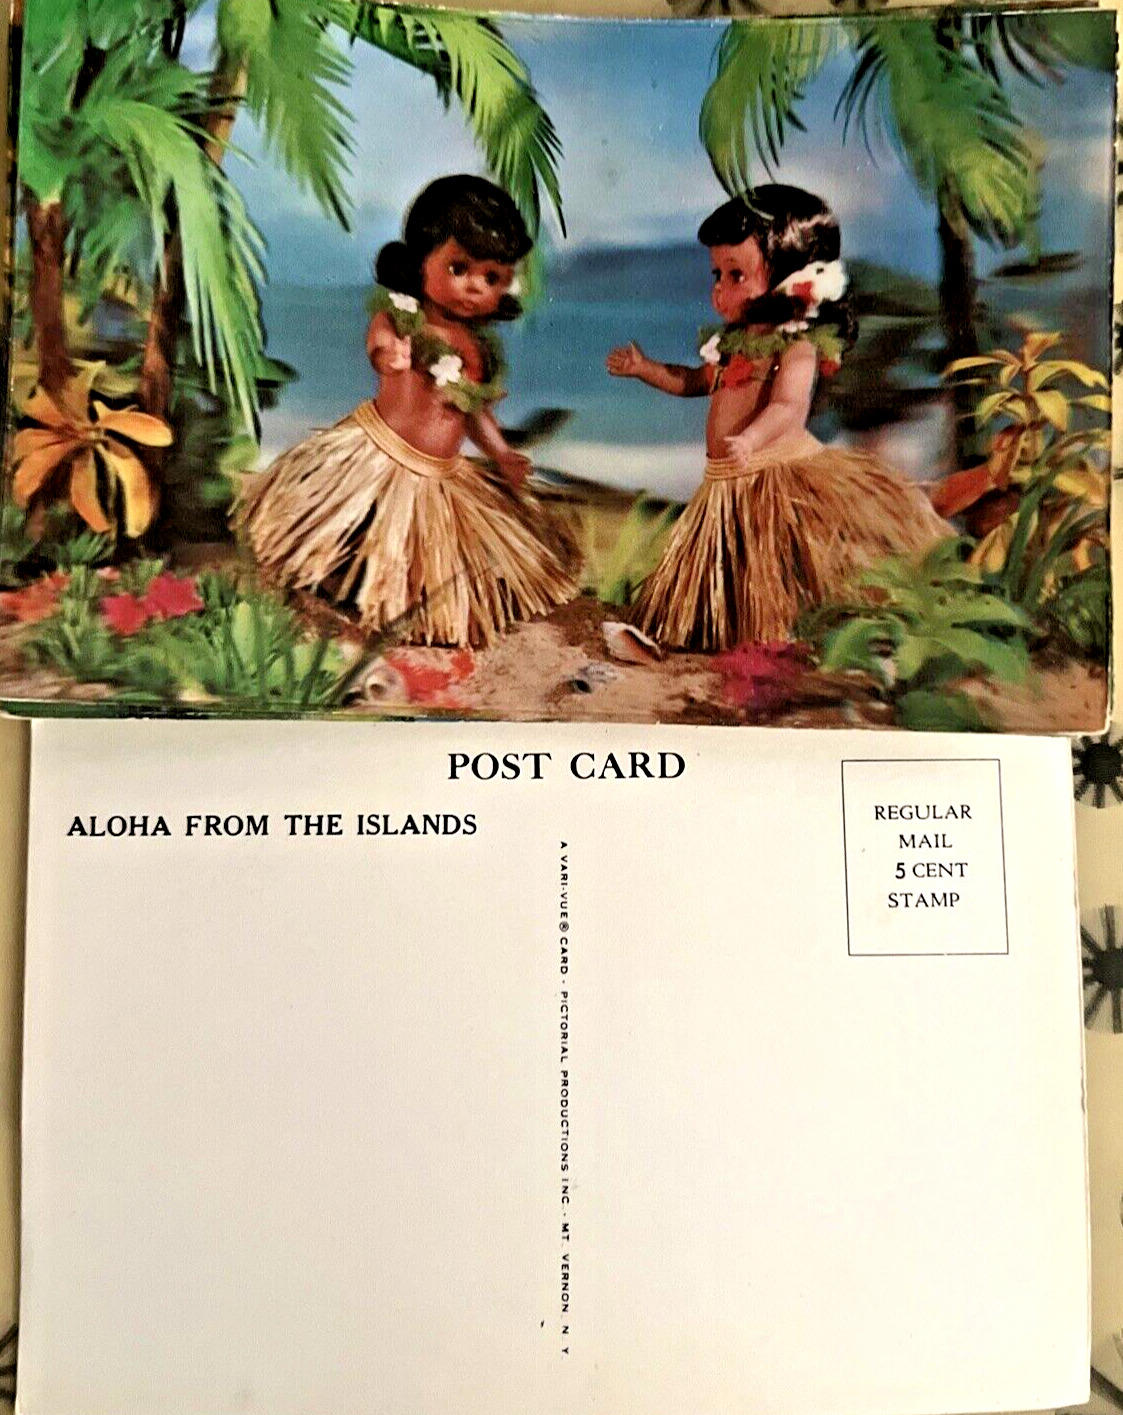 POST CARD
ALOHA FROM THE ISLANDS
REGULAR
MAIL
5 CENT
STAMP
A VARI-VUE® CARD · PICTORIAL PRODUCTIONS INC. · MT. VERNON, N. Y.